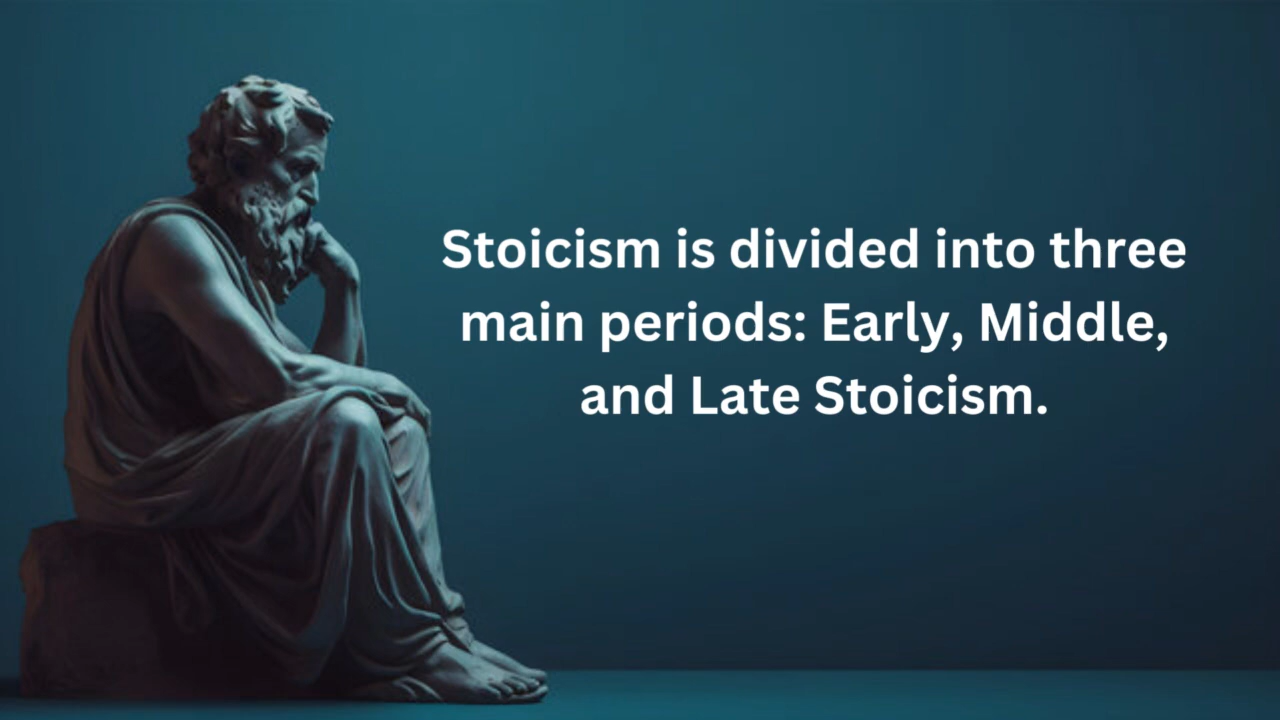 Stoicism is divided into three
main periods: Early, Middle,
and Late Stoicism.